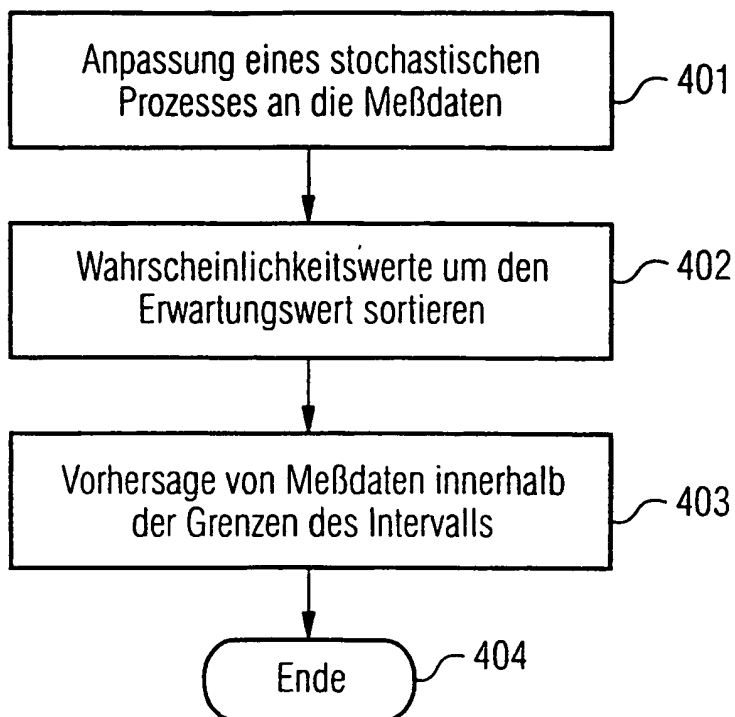 Anpassung eines stochastischen
Prozesses an die Meßdaten
401
Wahrscheinlichkeitswerte um den
Erwartungswert sortieren
402
Vorhersage von Meßdaten innerhalb
der Grenzen des Intervalls
403
Ende
404